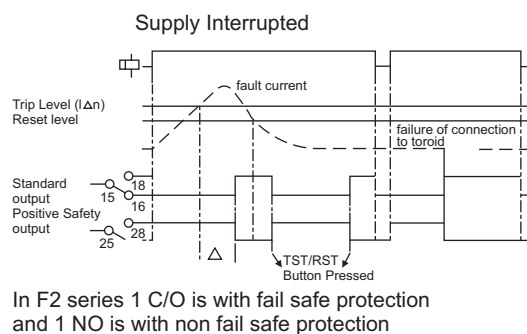 Supply Interrupted
fault current
Trip Level (I∆n)
Reset level
failure of connection
to toroid
Standard
output
18
15
16
Positive Safety
output
28
25
∆
TST/RST
Button Pressed
In F2 series 1 C/O is with fail safe protection
and 1 NO is with non fail safe protection